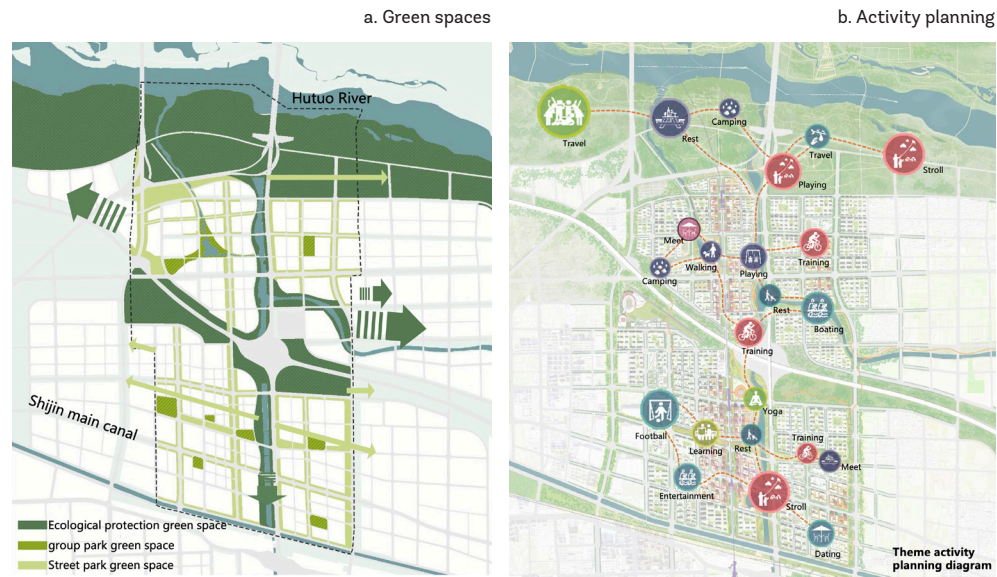 a. Green spaces
b. Activity planning
Hutuo River
Shijin main canal
Ecological protection green space
group park green space
Street park green space
Travel
Rest
Camping
Travel
Playing
Stroll
Meet
Walking
Camping
Playing
Training
Rest
Boating
Training
Yoga
Football
Learning
Rest
Training
Meet
Entertainment
Stroll
Dating
Theme activity
planning diagram